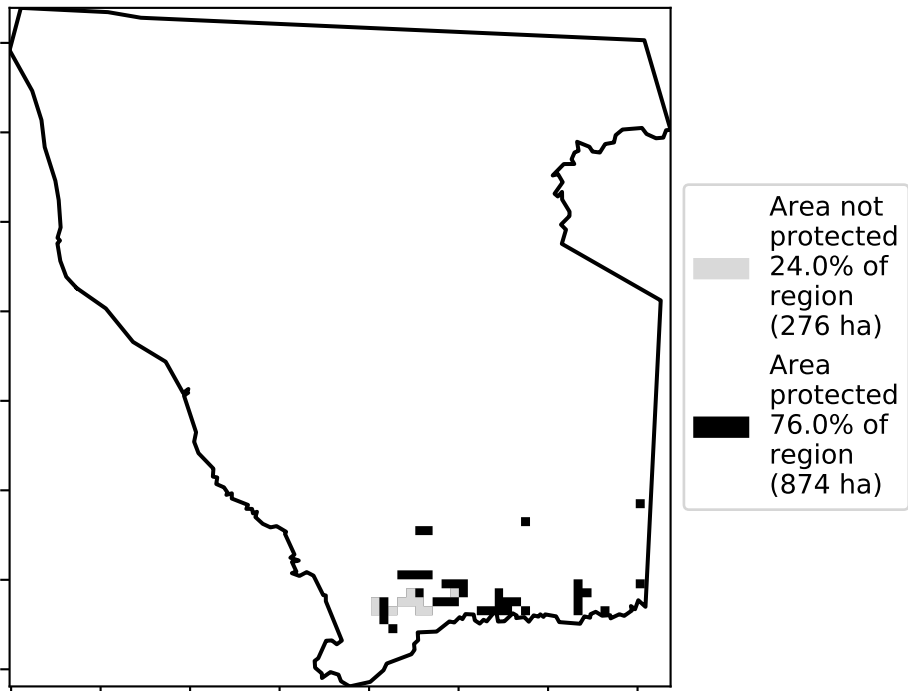 Area not
protected
24.0% of
region
(276 ha)
Area
protected
76.0% of
region
(874 ha)